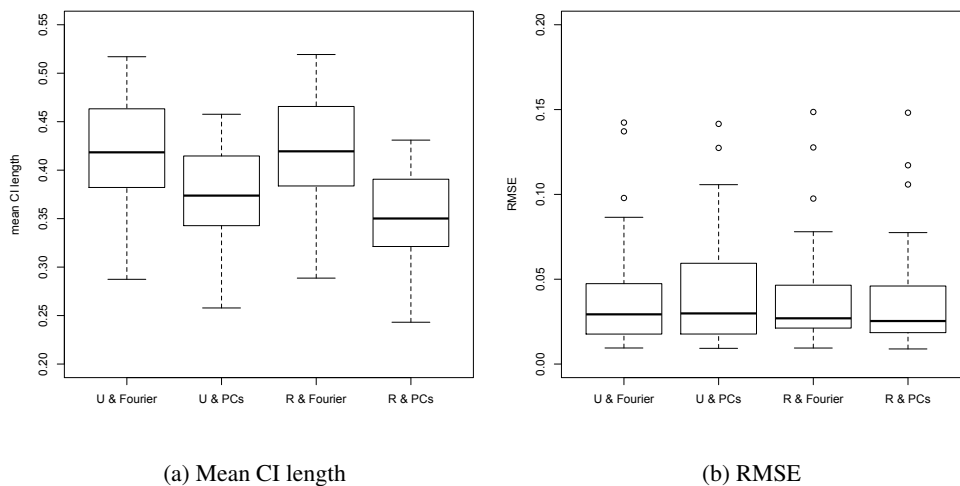 mean CI length
0.55
0.50
0.45
0.40
0.35
0.30
0.25
0.20
U & Fourier
U & PCs
R & Fourier
R & PCs
(a) Mean CI length
RMSE
0.20
0.15
0.10
0.05
0.00
U & Fourier
U & PCs
R & Fourier
R & PCs
(b) RMSE